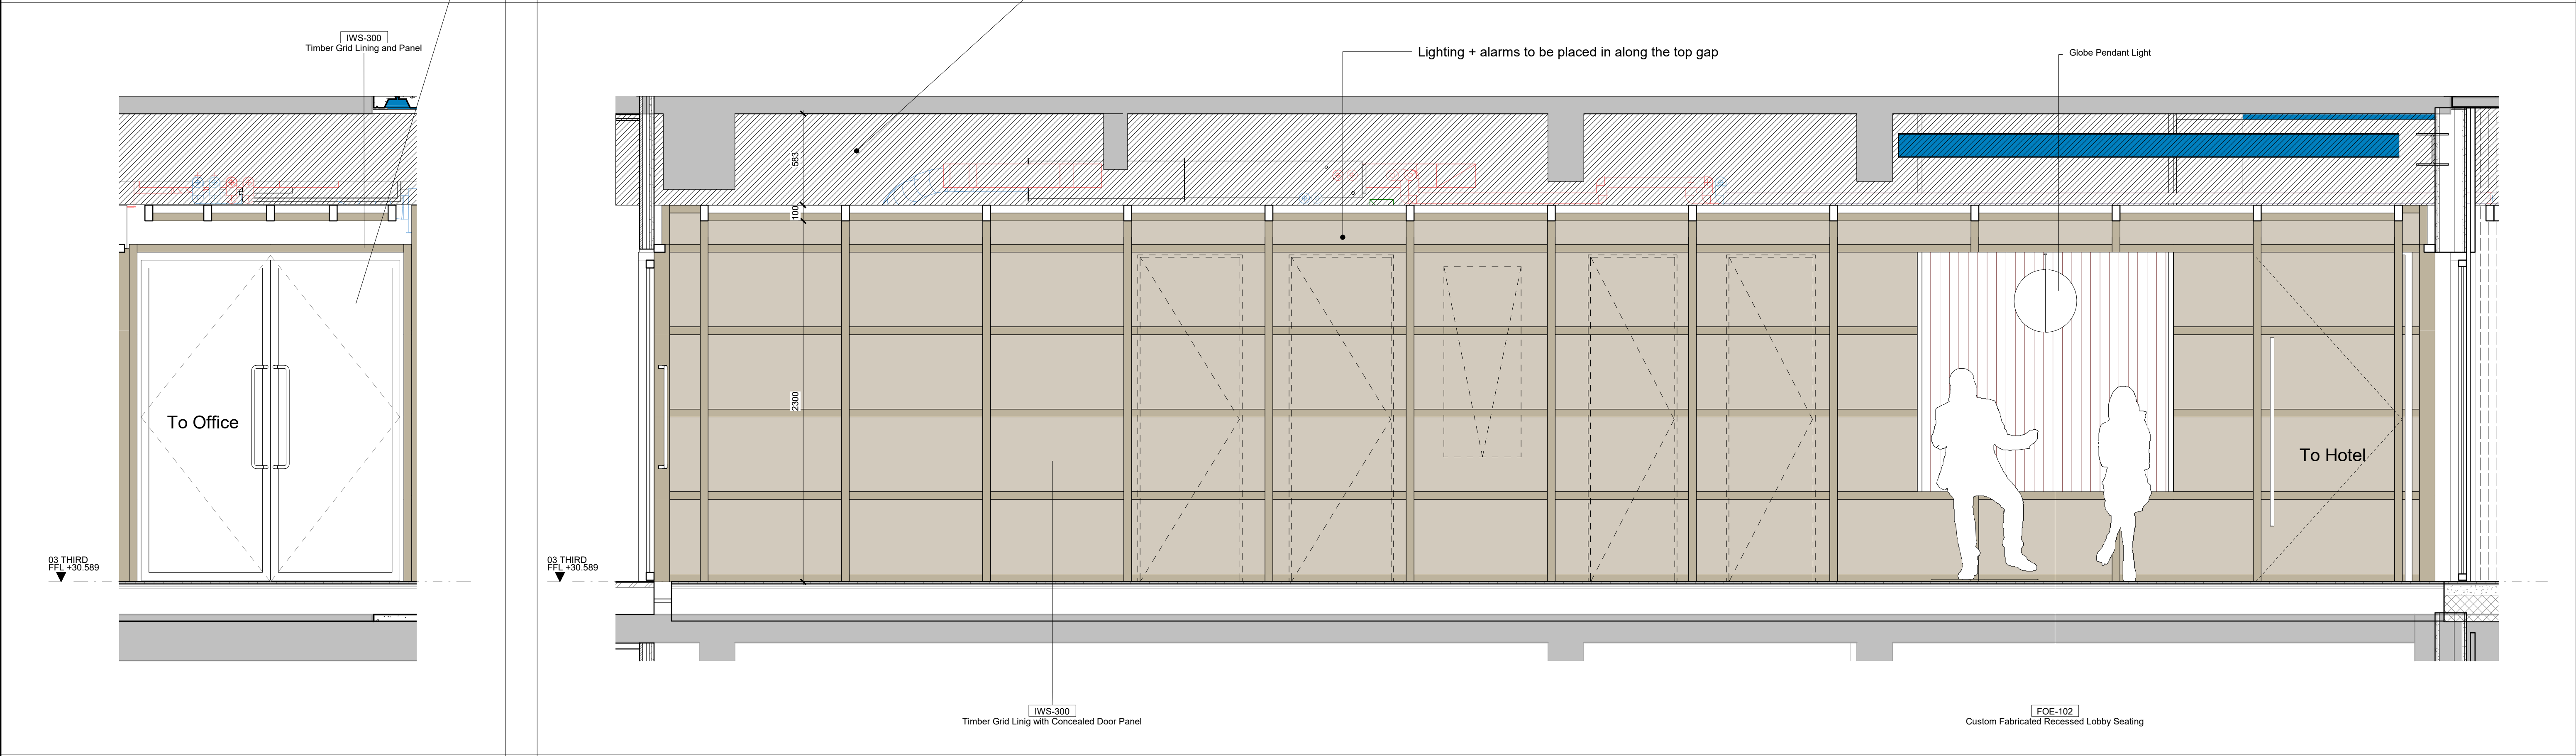 IWS-300
Timber Grid Lining and Panel
To Office
03 THIRD
FFL +30.589
Lighting + alarms to be placed in along the top gap
Globe Pendant Light
583
100
2300
To Hotel
03 THIRD
FFL +30.589
IWS-300
Timber Grid Linig with Concealed Door Panel
FOE-102
Custom Fabricated Recessed Lobby Seating